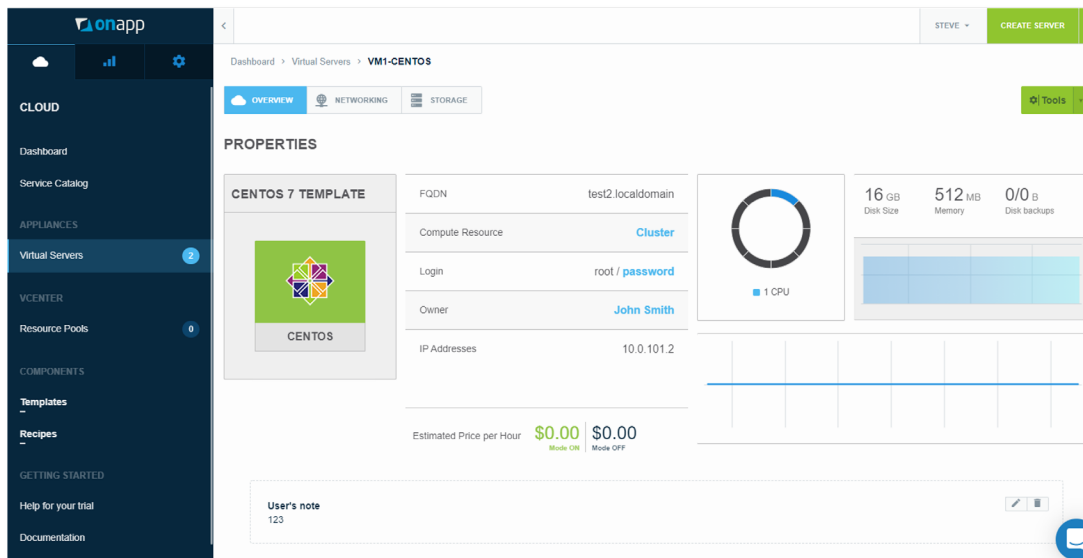 onapp
STEVE
CREATE SERVER
CLOUD
Dashboard
Service Catalog
APPLIANCES
Virtual Servers 2
VCENTER
Resource Pools 0
COMPONENTS
Templates
Recipes
GETTING STARTED
Help for your trial
Documentation
Dashboard > Virtual Servers > VM1-CENTOS
OVERVIEW NETWORKING STORAGE
Tools
PROPERTIES
CENTOS 7 TEMPLATE
CENTOS
FQDN test2.localdomain
Compute Resource Cluster
Login root / password
Owner John Smith
IP Addresses 10.0.101.2
Estimated Price per Hour $0.00 $0.00
Mode ON Mode OFF
1 CPU
16 GB 512 MB 0/0 B
Disk Size Memory Disk backups
User's note
123